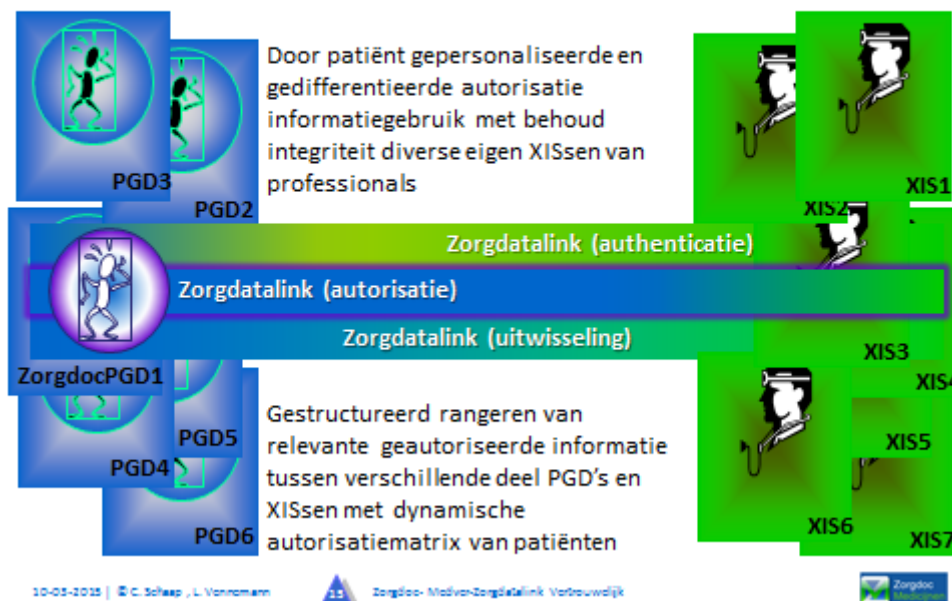 Door patiënt gepersonaliseerde en
gedifferentieerde autorisatie
informatiegebruik met behoud
integriteit diverse eigen XISsen van
professionals
PGD3
PGD2
XIS1
XIS2
Zorgdatalink (authenticatie)
Zorgdatalink (autorisatie)
Zorgdatalink (uitwisseling)
XIS3
ZorgdocPGD1
XIS4
Gestructureerd rangeren van
relevante geautoriseerde informatie
tussen verschillende deel PGD's en
XISsen met dynamische
autorisatiematrix van patiënten
PGD5
PGD4
PGD6
XIS5
XIS6
XIS7
10-03-2015 | © C. Schaap , L. Vonnemann
15
Zorgdoc- Medver-Zorgdatalink Vertrouwelijk
Zorgdoc
Medicijnen